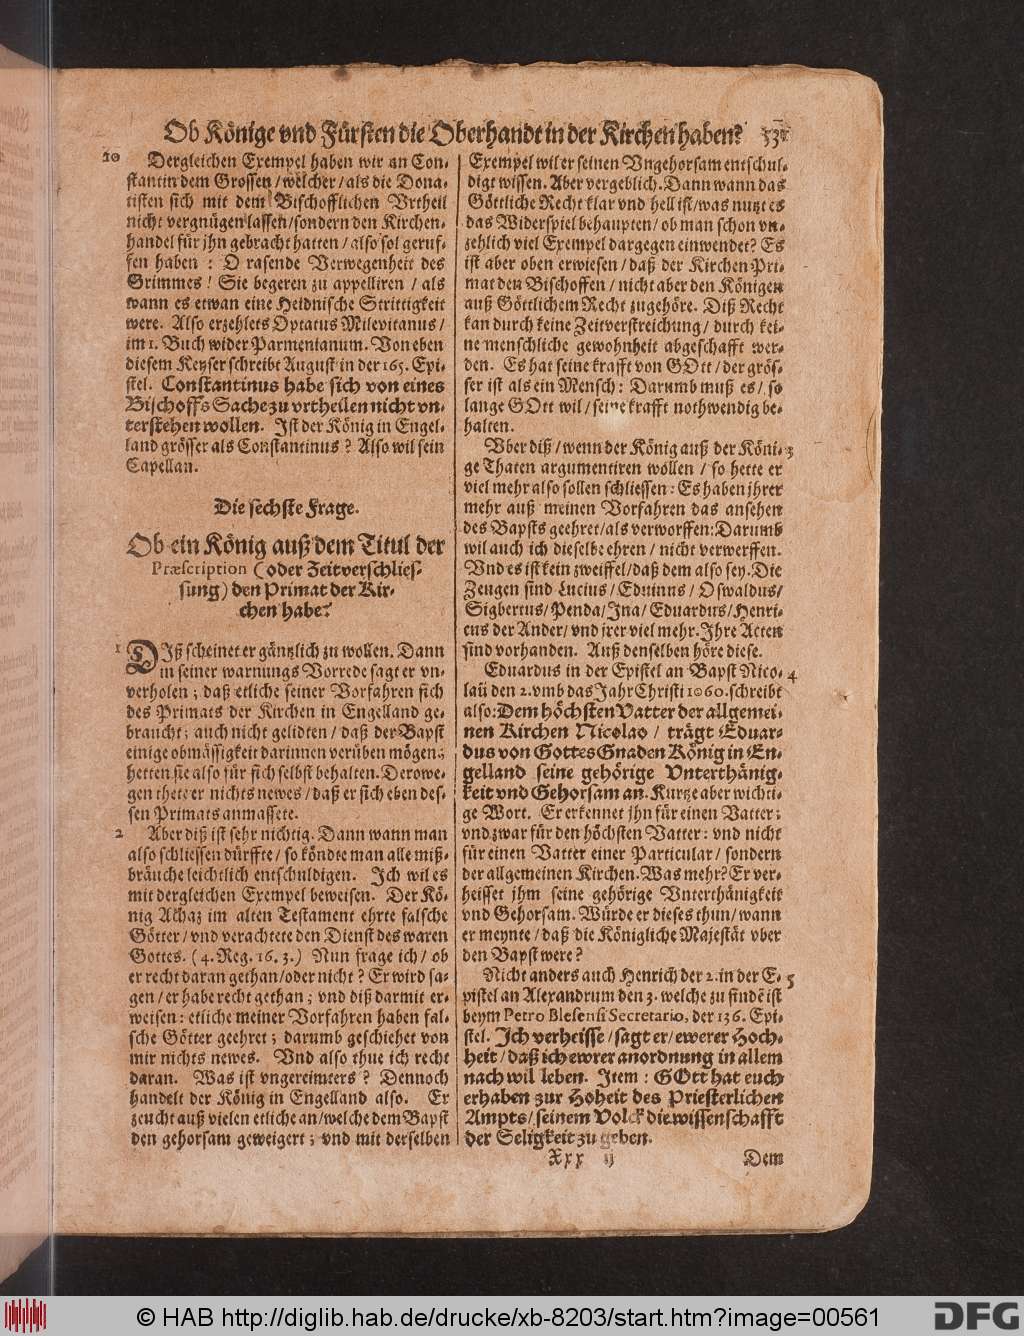 Ob Könige vnd Fürsten die Oberhandt in der Kirchen haben? 531
10 Dergleichen Exempel haben wir an Con-
stantin dem Grossen / welcher / als die Dona-
tisten sich mit dem Bischofflichen Vrtheil
nicht vergnügen lassen / sondern den Kirchen-
handel für jhn gebracht hatten / also sol geruf-
fen haben : O rasende Verwegenheit des
Grimmes ! Sie begeren zu appelliren / als
wann es etwan eine Heidnische Strittigkeit
were. Also erzehlets Optatus Milevitanus /
im 1. Buch wider Parmenianum. Von eben
diesem Keyser schreibt August in der 165. Epi-
stel. Constantinus habe sich von eines
Bischoffs Sache zu vrtheilen nicht vn-
terstehen wollen. Ist der König in Engel-
land grösser als Constantinus ? Also wil sein
Capellan.
Die sechste Frage.
Ob ein König auß dem Titul der
Præscription (oder Zeitverschlies-
sung) den Primat der Kir-
chen habe?
1 DIß scheinet er gäntzlich zu wollen. Dann
in seiner warnungs Vorrede sagt er vn-
verholen ; daß etliche seiner Vorfahren sich
des Primats der Kirchen in Engelland ge-
braucht ; auch nicht gelidten / daß der Bapst
einige obmässigkeit darinnen verüben mögen ;
hetten sie also für sich selbst behalten. Derowe-
gen thete er nichts newes / daß er sich eben des-
sen Primats anmassete.
2 Aber diß ist sehr nichtig. Dann wann man
also schliessen dürffte / so köndte man alle miß-
bräuche leichtlich entschuldigen. Ich wil es
mit dergleichen Exempel beweisen. Der Kö-
nig Achaz im alten Testament ehrte falsche
Götter / vnd verachtete den Dienst des waren
Gottes. (4. Reg. 16. 3.) Nun frage ich / ob
er recht daran gethan / oder nicht ? Er wird sa-
gen / er habe recht gethan ; vnd diß darmit er-
weisen : etliche meiner Vorfahren haben fal-
sche Götter geehret ; darumb geschiehet von
mir nichts newes. Vnd also thue ich recht
daran. Was ist vngereimters ? Dennoch
handelt der König in Engelland also. Er
zeucht auß vielen etliche an / welche dem Bapst
den gehorsam geweigert ; vnd mit derselben
Exempel wil er seinen Vngehorsam entschul-
digt wissen. Aber vergeblich. Dann wann das
Göttliche Recht klar vnd hell ist / was nutzt es
das Widerspiel behaupten / ob man schon vn-
zehlich viel Exempel dargegen einwendet? Es
ist aber oben erwiesen / daß der Kirchen Pri-
mat den Bischoffen / nicht aber den Königen
auß Göttlichem Recht zugehöre. Diß Recht
kan durch keine Zeitverstreichung / durch kei-
ne menschliche gewohnheit abgeschafft wer-
den. Es hat seine krafft von GOtt / der grös-
ser ist als ein Mensch : Darumb muß es / so
lange GOtt wil / seine krafft nothwendig be-
halten.
Vber diß / wenn der König auß der Köni- 3
ge Thaten argumentiren wollen / so hette er
viel mehr also sollen schliessen : Es haben jhrer
mehr auß meinen Vorfahren das ansehen
des Bapsts geehret / als verworffen: Darumb
wil auch ich dieselbe ehren / nicht verwerffen.
Vnd es ist kein zweiffel / daß dem also sey. Die
Zeugen sind Lucius / Eduinns / Oswaldus /
Sigbertus / Penda / Ina / Eduardus / Henri-
cus der Ander / vnd jrer viel mehr. Ihre Acten
sind vorhanden. Auß denselben höre diese.
Eduardus in der Epistel an Bapst Nico- 4
laū den 2. vmb das Jahr Christi 1060. schreibt
also: Dem höchsten Vatter der allgemei-
nen Kirchen Nicolao / trägt Eduar-
dus von Gottes Gnaden König in En-
gelland seine gehörige Vnterthänig-
keit vnd Gehorsam an. Kurtze aber wichti-
ge Wort. Er erkennet jhn für einen Vatter ;
vnd zwar für den höchsten Vatter : vnd nicht
für einen Vatter einer Particular / sondern
der allgemeinen Kirchen. Was mehr? Er ver-
heisset jhm seine gehörige Vnterthänigkeit
vnd Gehorsam. Würde er dieses thun / wann
er meynte / daß die Königliche Majestät vber
den Bapst were ?
Nicht anders auch Henrich der 2. in der E- 5
pistel an Alexandrum den 3. welche zu findē ist
beym Petro Blesensi Secretario, der 136. Epi-
stel. Ich verheisse / sagt er / ewerer Hoch-
heit / daß ich ewrer anordnung in allem
nach wil leben. Item : GOtt hat euch
erhaben zur Hoheit des Priesterlichen
Ampts / seinem Volck die wissenschafft
der Seligkeit zu geben.
Xxx ij Dem
© HAB http://diglib.hab.de/drucke/xb-8203/start.htm?image=00561 DFG